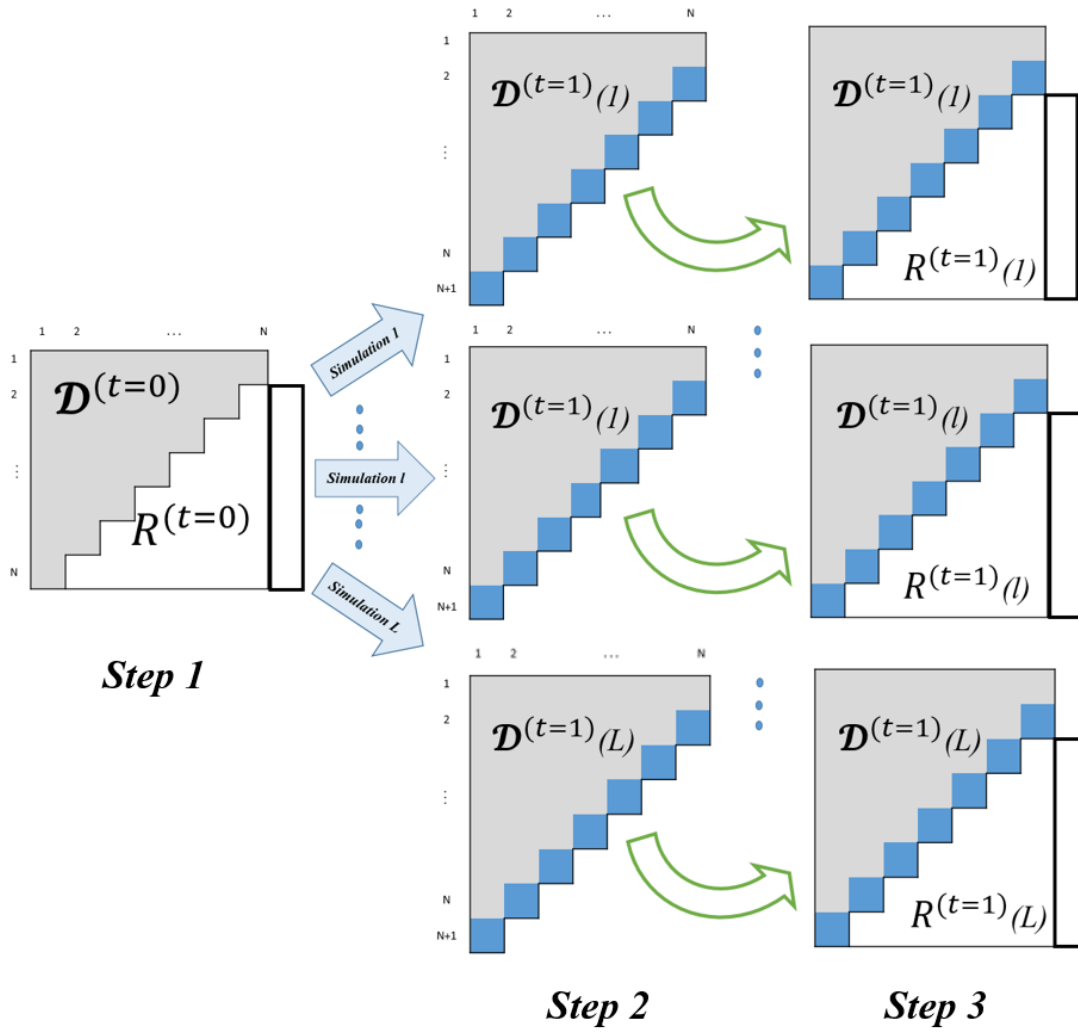 1 2 ... N
1
2
⋮
N
N+1
𝓓^(t=1)(1)
𝓓^(t=1)(1)
R^(t=1)(1)
Simulation 1
1 2 ... N
1
2
⋮
N
𝓓^(t=0)
R^(t=0)
Simulation l
1 2 ... N
1
2
⋮
N
N+1
𝓓^(t=1)(1)
𝓓^(t=1)(l)
R^(t=1)(l)
Simulation L
1 2 ... N
1
2
⋮
N
N+1
𝓓^(t=1)(L)
𝓓^(t=1)(L)
R^(t=1)(L)
Step 1
Step 2 Step 3